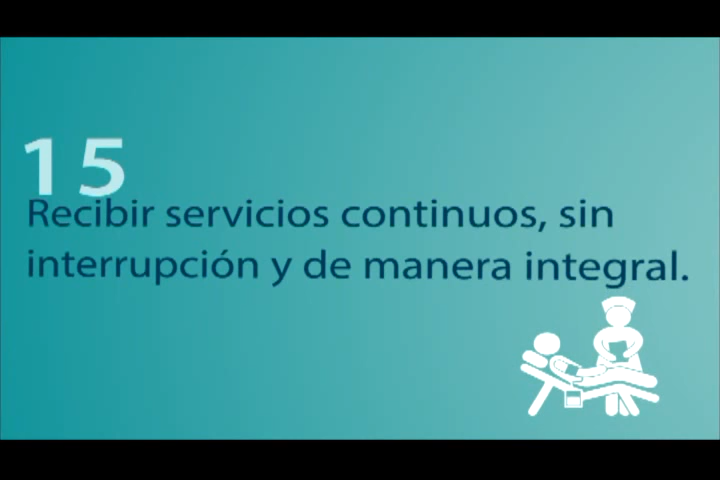 15
Recibir servicios continuos, sin
interrupción y de manera integral.